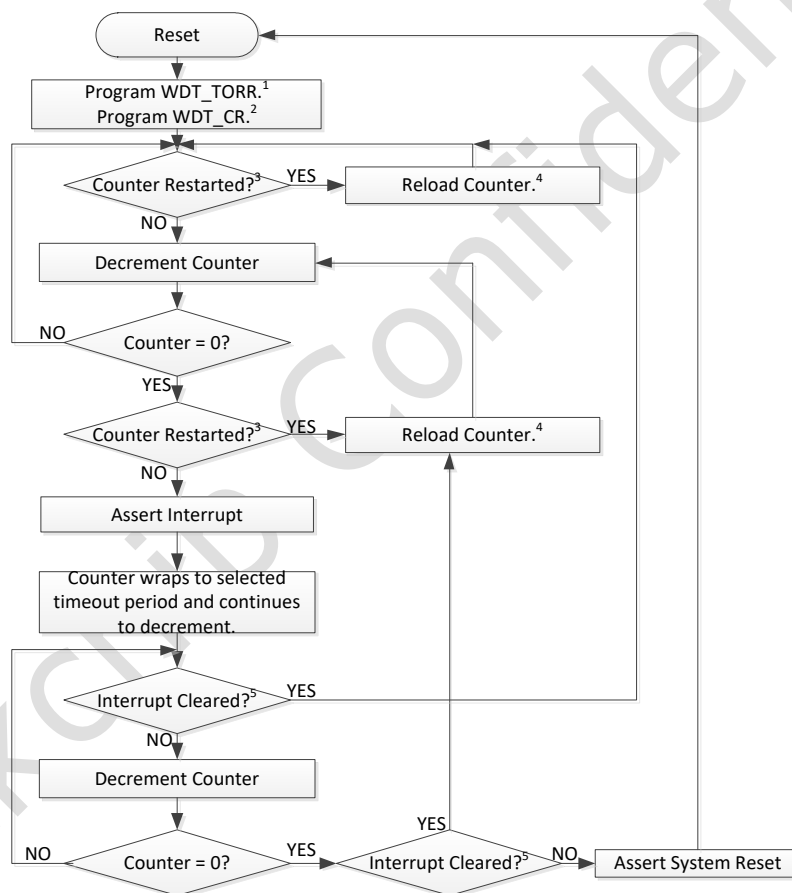 Reset
Program WDT_TORR.1
Program WDT_CR.2
Counter Restarted?3
YES
Reload Counter.4
NO
Decrement Counter
NO
Counter = 0?
YES
Counter Restarted?3
YES
Reload Counter.4
NO
Assert Interrupt
Counter wraps to selected
timeout period and continues
to decrement.
Interrupt Cleared?5
YES
NO
Decrement Counter
NO
Counter = 0?
YES
YES
Interrupt Cleared?5
NO
Assert System Reset